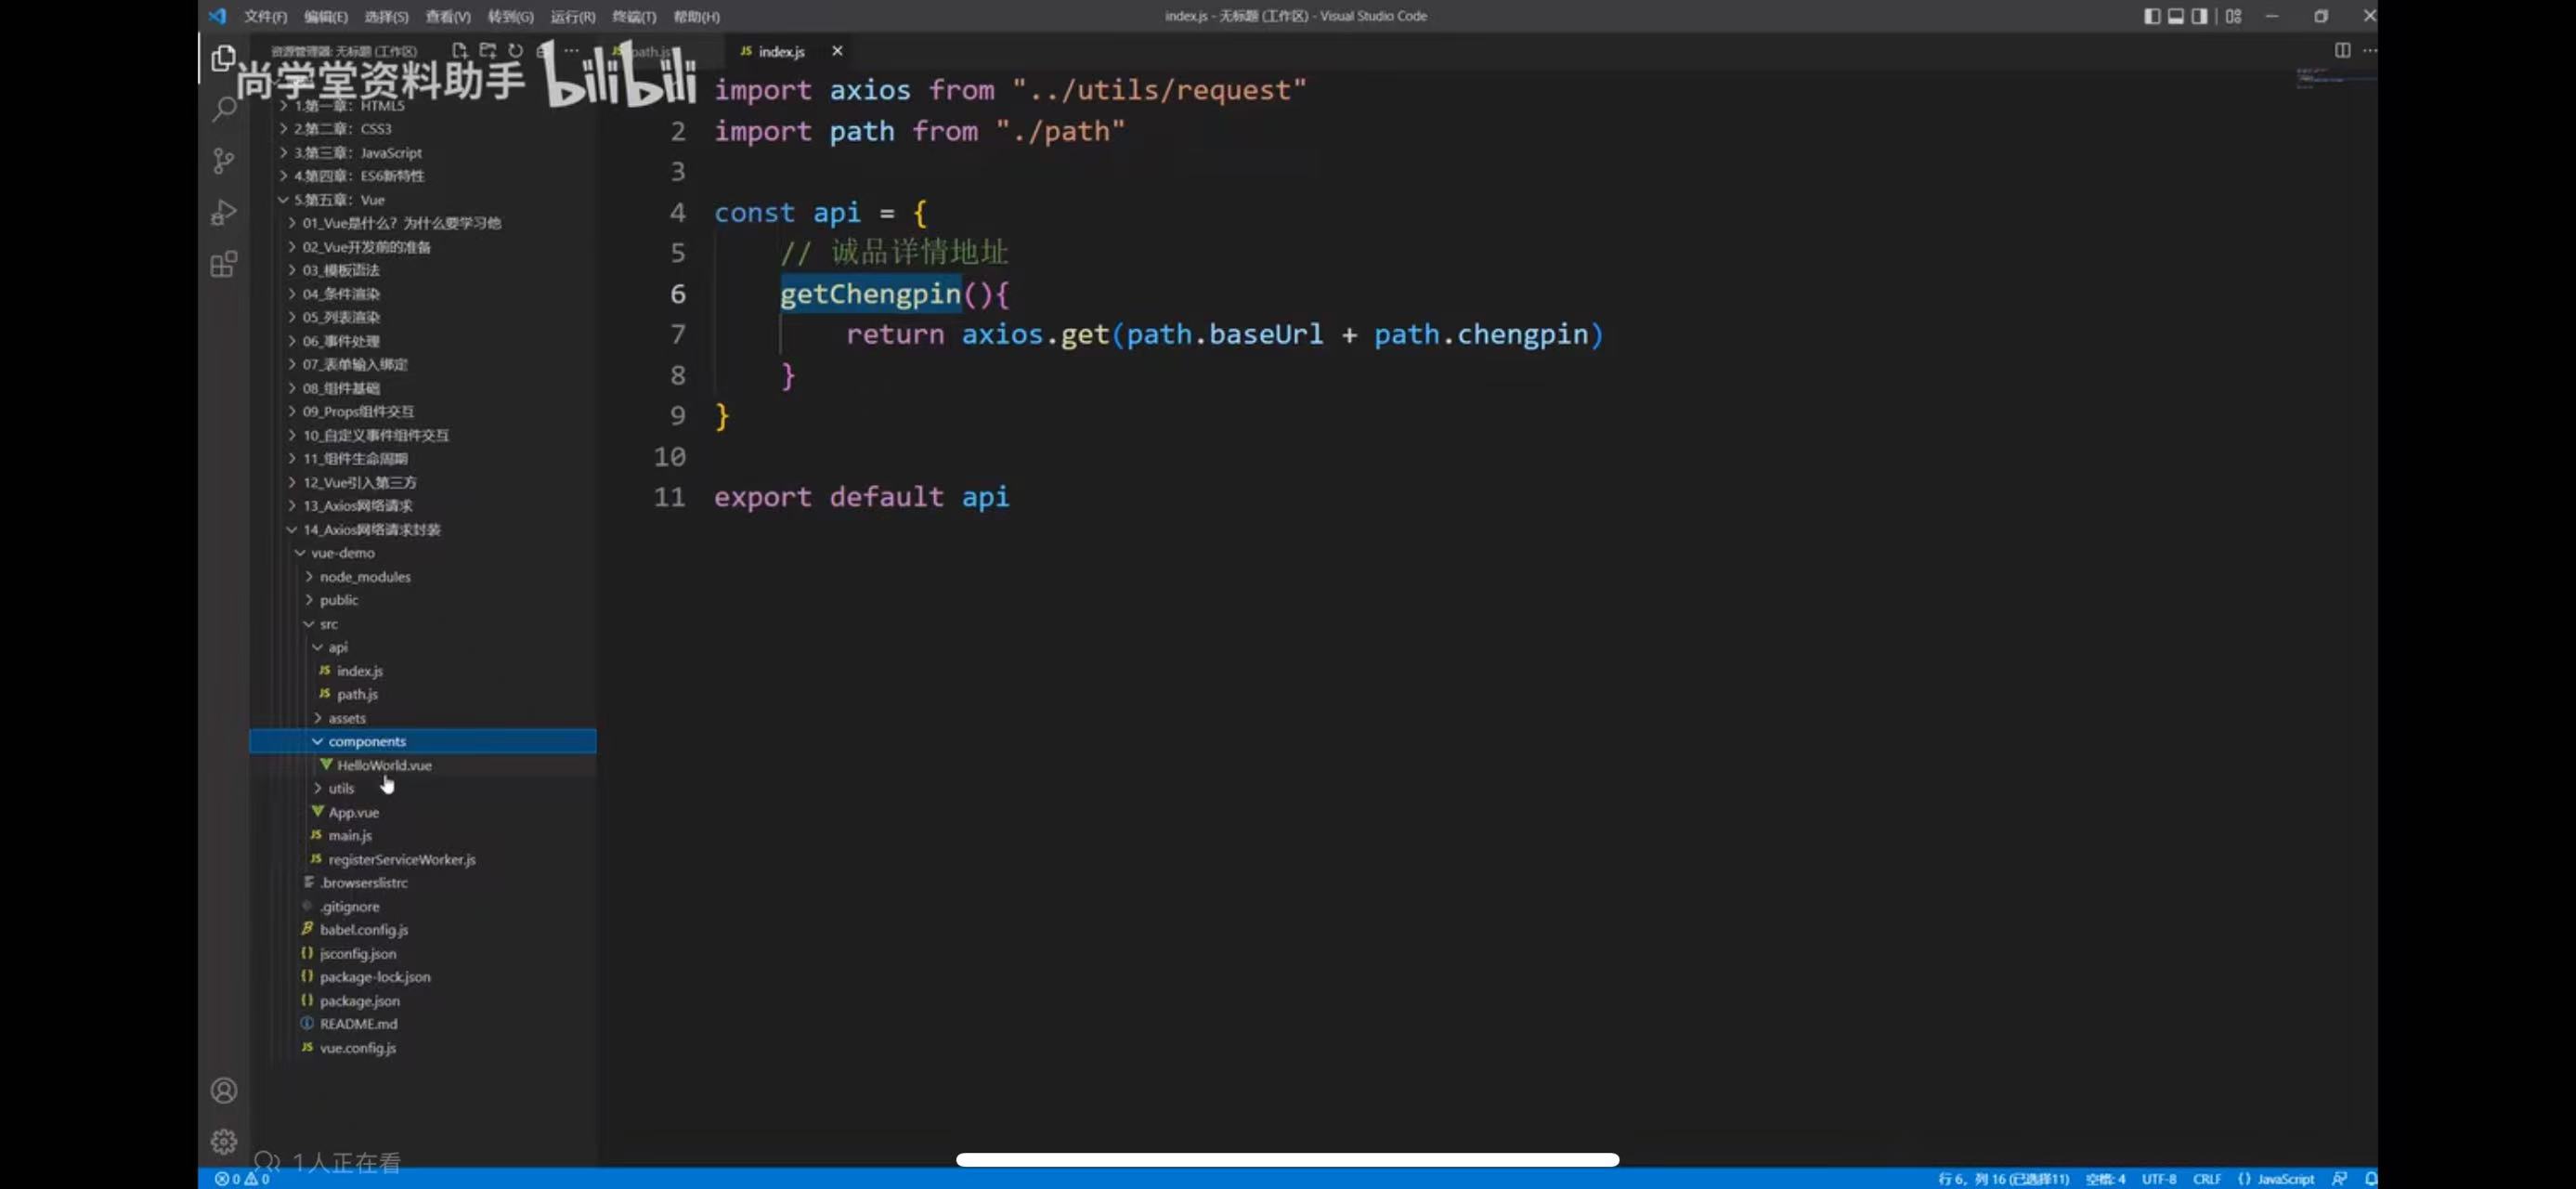 文件(F) 编辑(E) 选择(S) 查看(V) 转到(G) 运行(R) 终端(T) 帮助(H)
index.js - 无标题 (工作区) - Visual Studio Code
资源管理器: 无标题 (工作区)
path.js
JS index.js
尚学堂资料助手 bilibili
1.第一章：HTML5
2.第二章：CSS3
3.第三章：JavaScript
4.第四章：ES6新特性
5.第五章：Vue
01_Vue是什么？为什么要学习他
02_Vue开发前的准备
03_模板语法
04_条件渲染
05_列表渲染
06_事件处理
07_表单输入绑定
08_组件基础
09_Props组件交互
10_自定义事件组件交互
11_组件生命周期
12_Vue引入第三方
13_Axios网络请求
14_Axios网络请求封装
vue-demo
node_modules
public
src
api
JS index.js
JS path.js
assets
components
HelloWorld.vue
utils
App.vue
JS main.js
JS registerServiceWorker.js
.browserslistrc
.gitignore
babel.config.js
{} jsconfig.json
{} package-lock.json
{} package.json
README.md
JS vue.config.js
import axios from "../utils/request"
2 import path from "./path"
3
4 const api = {
5 // 诚品详情地址
6 getChengpin(){
7 return axios.get(path.baseUrl + path.chengpin)
8 }
9 }
10
11 export default api
1人正在看
0 0
行 6，列 16 (已选择11) 空格: 4 UTF-8 CRLF {} JavaScript